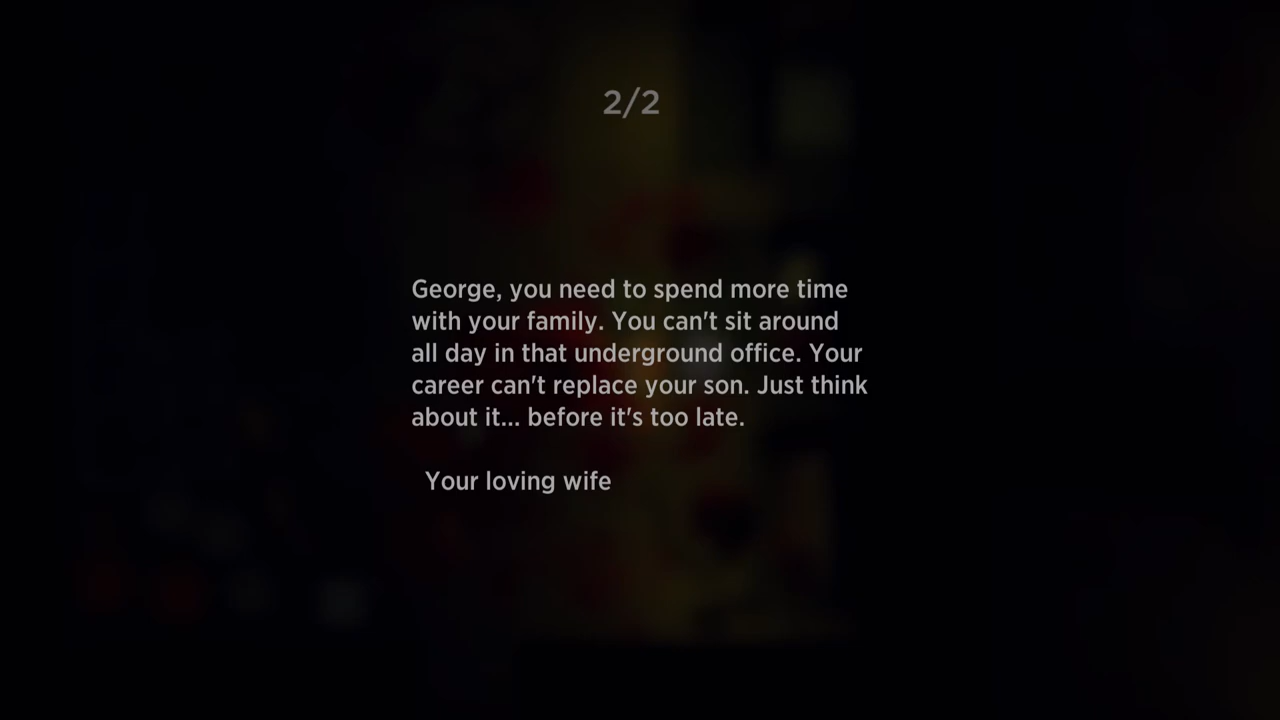 2/2
George, you need to spend more time
with your family. You can't sit around
all day in that underground office. Your
career can't replace your son. Just think
about it... before it's too late.
Your loving wife